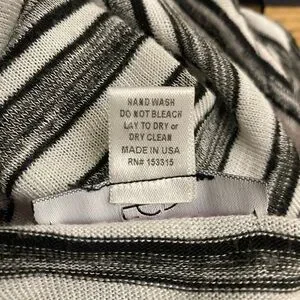 HAND WASH
DO NOT BLEACH
LAY TO DRY or
DRY CLEAN
MADE IN USA
RN# 153315